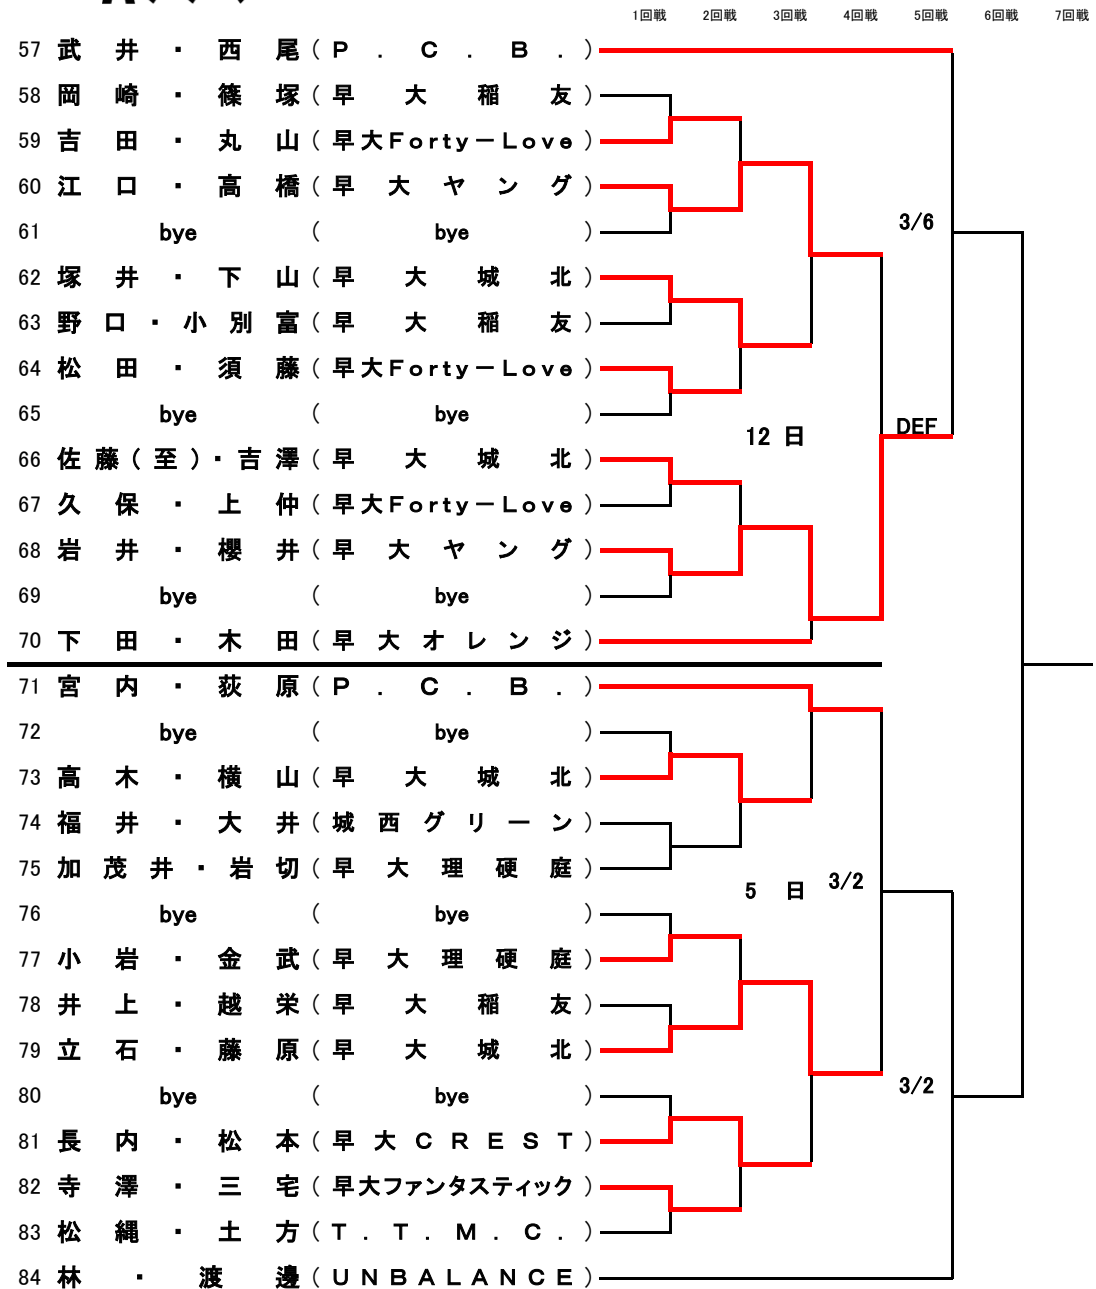 1回戦 2回戦 3回戦 4回戦 5回戦 6回戦 7回戦
57 武井・西尾(P.C.B.)
58 岡崎・篠塚(早大稲友)
59 吉田・丸山(早大Forty－Love)
60 江口・高橋(早大ヤング)
61 bye ( bye )
3/6
62 塚井・下山(早大城北)
63 野口・小別富(早大稲友)
64 松田・須藤(早大Forty－Love)
65 bye ( bye )
DEF
12 日
66 佐藤(至)・吉澤(早大城北)
67 久保・上仲(早大Forty－Love)
68 岩井・櫻井(早大ヤング)
69 bye ( bye )
70 下田・木田(早大オレンジ)
71 宮内・荻原(P.C.B.)
72 bye ( bye )
73 高木・横山(早大城北)
74 福井・大井(城西グリーン)
75 加茂井・岩切(早大理硬庭)
5 日 3/2
76 bye ( bye )
77 小岩・金武(早大理硬庭)
78 井上・越栄(早大稲友)
79 立石・藤原(早大城北)
80 bye ( bye )
3/2
81 長内・松本(早大CREST)
82 寺澤・三宅(早大ファンタスティック)
83 松縄・土方(T.T.M.C.)
84 林・渡邊(UNBALANCE)